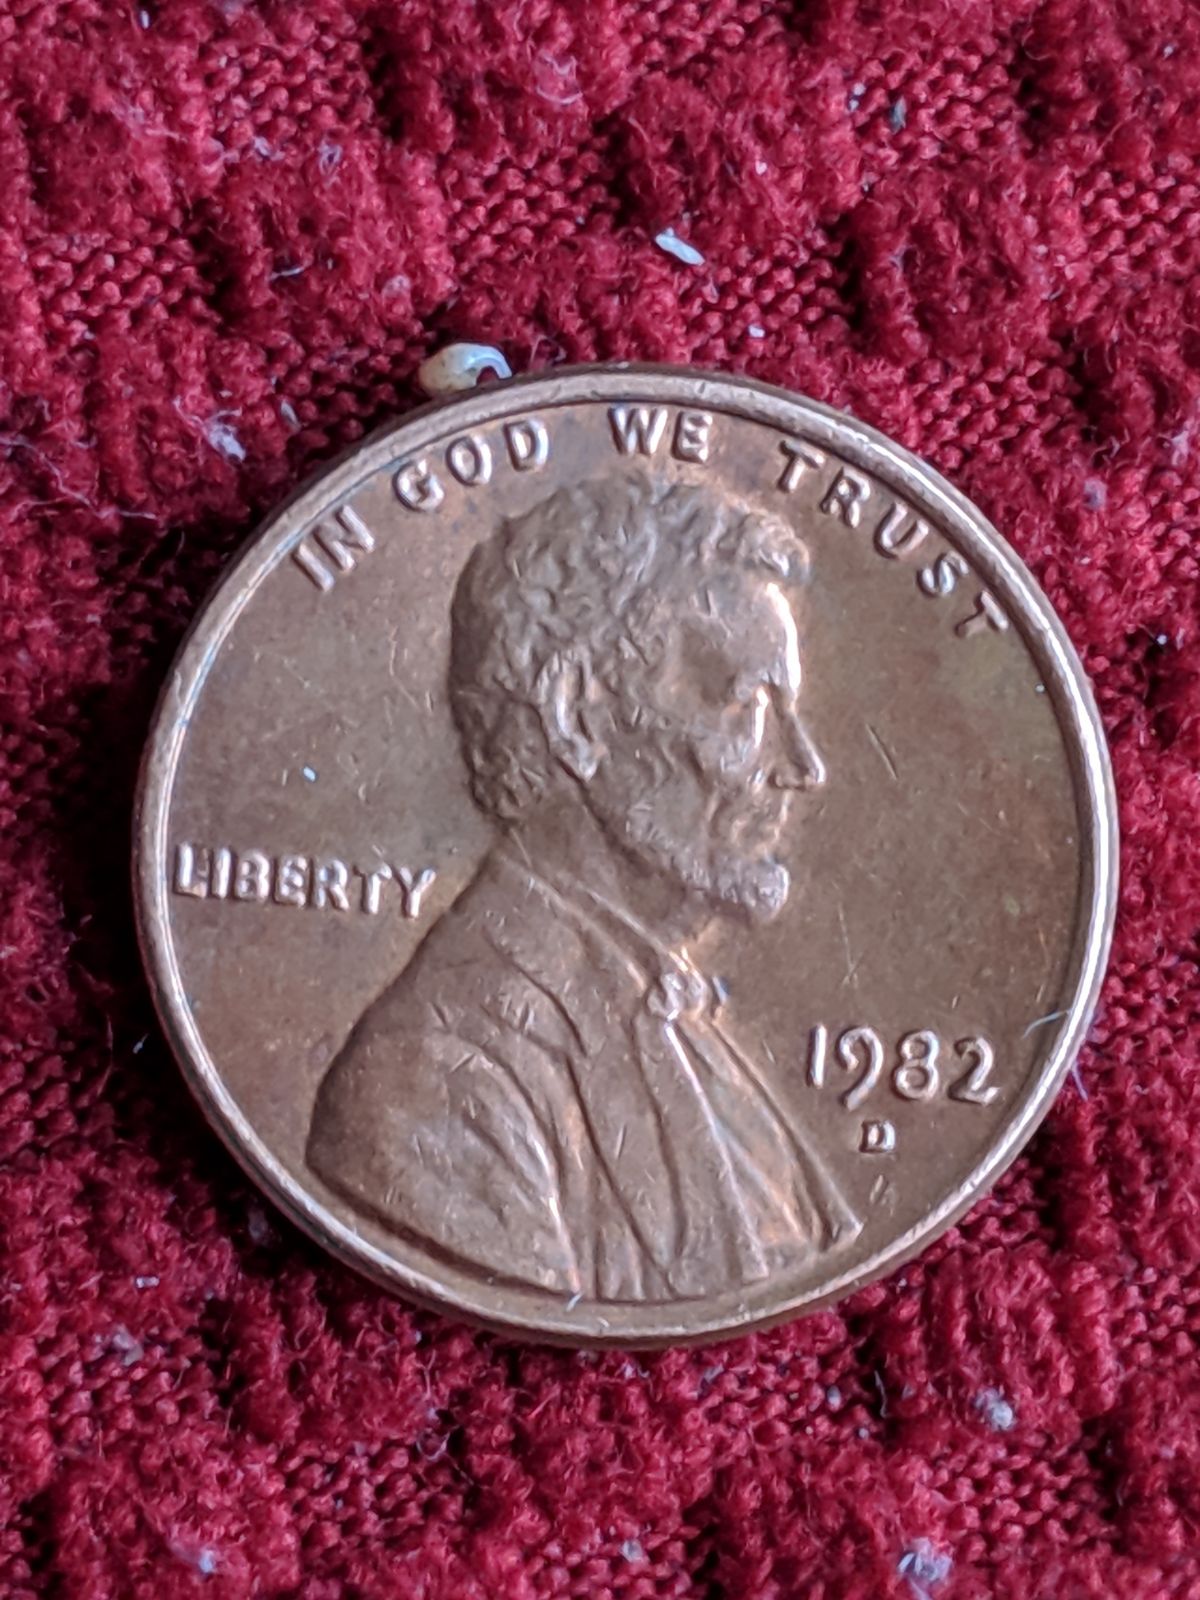 IN GOD WE TRUST
LIBERTY
1982
D